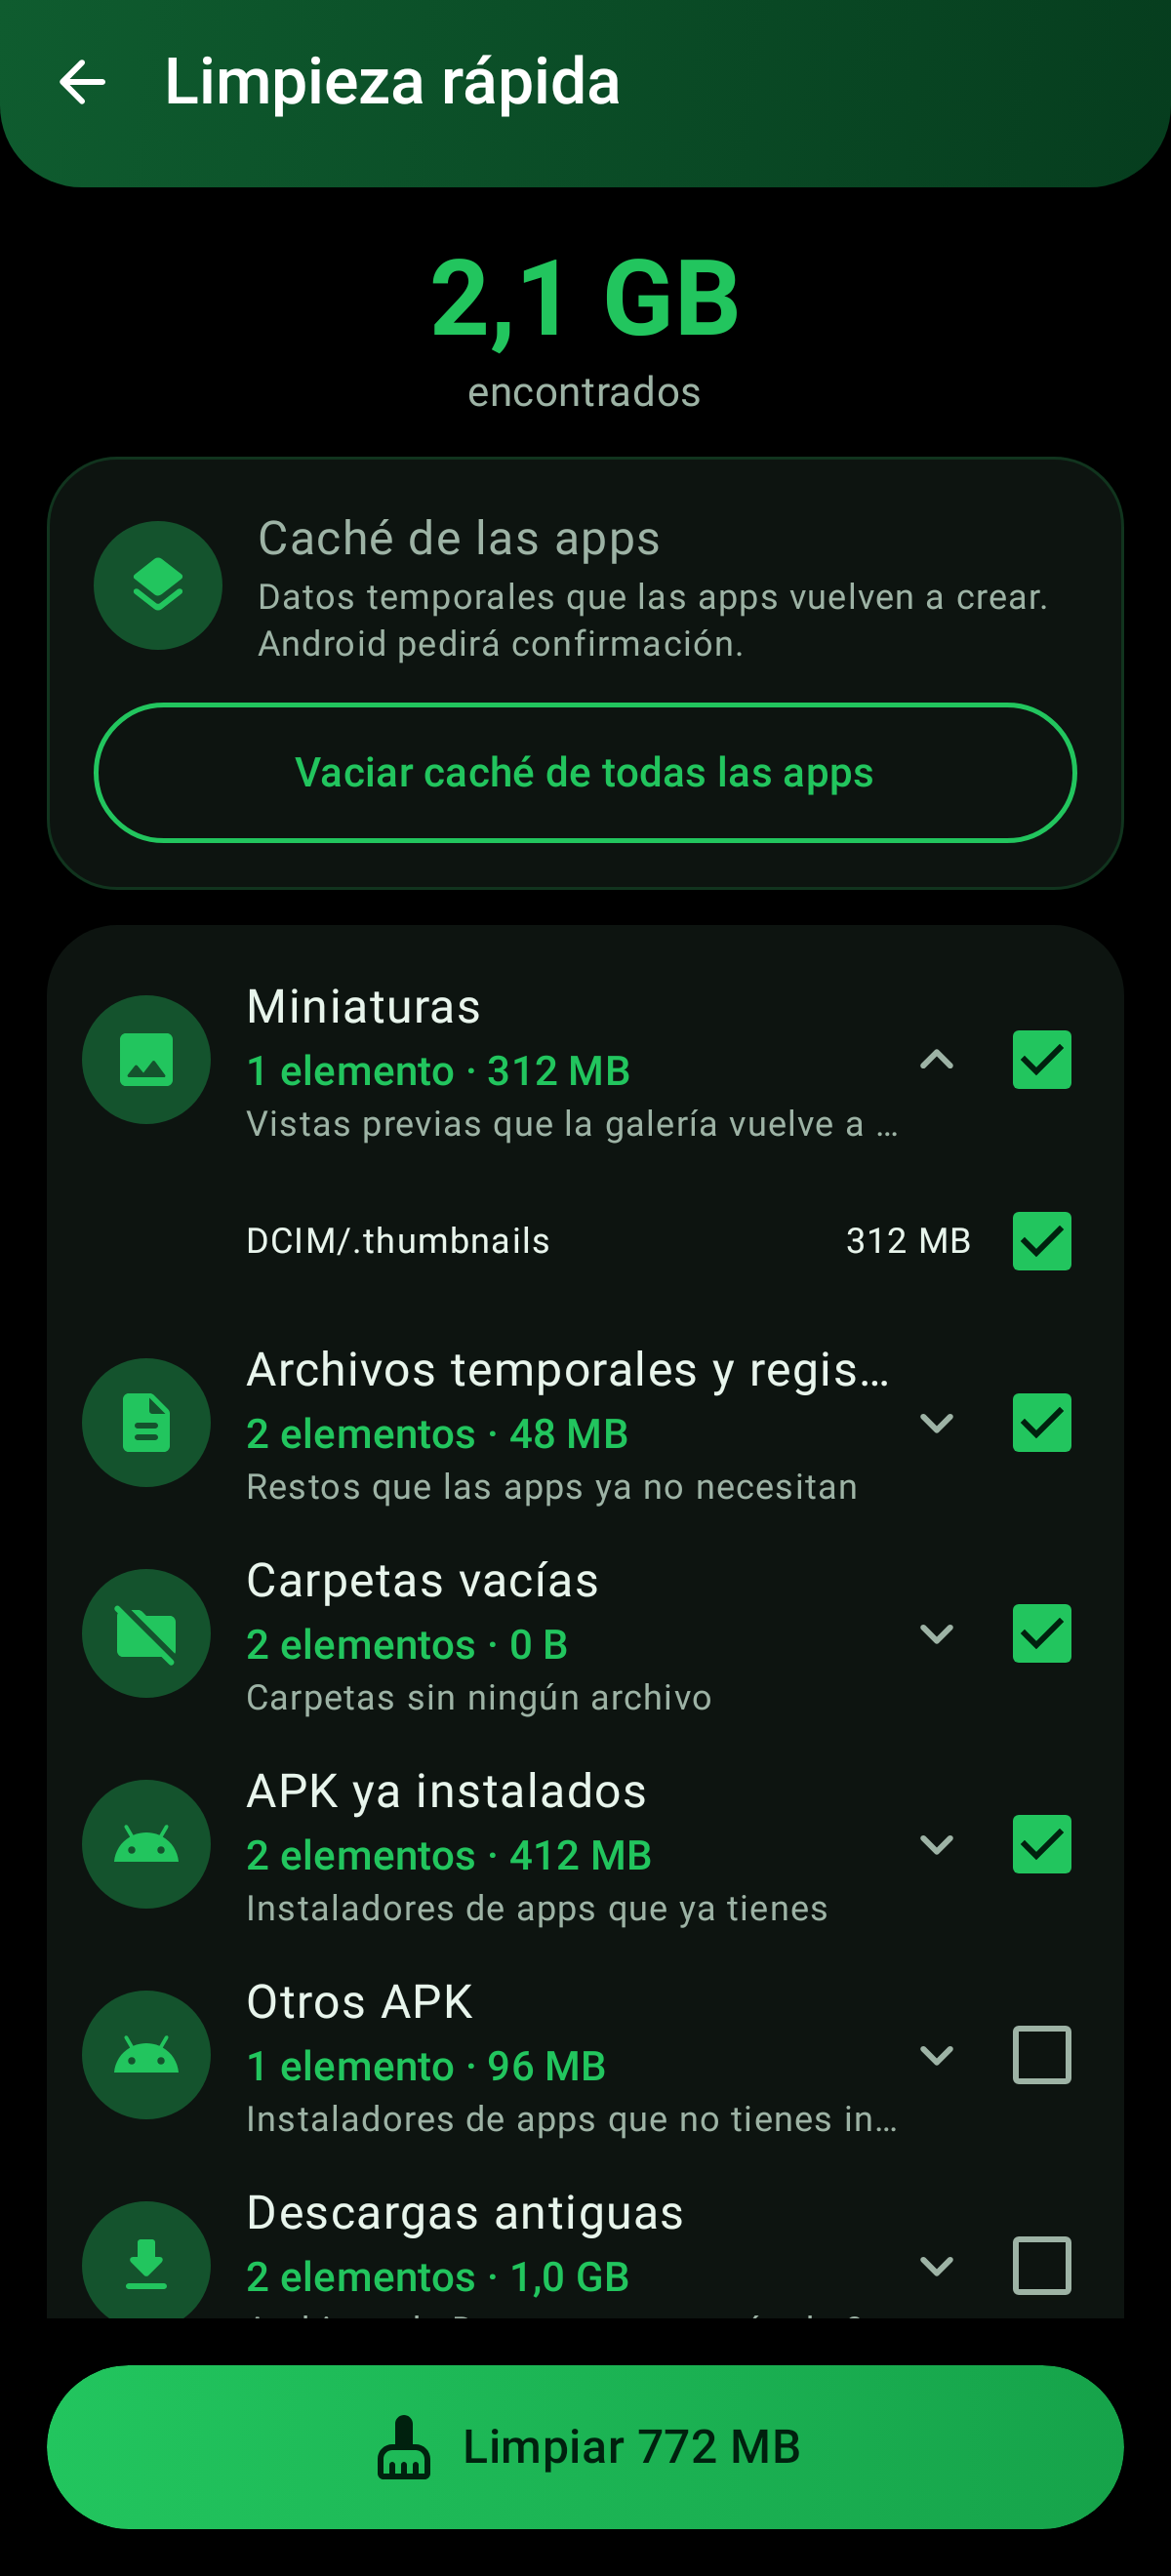 Limpieza rápida
2,1 GB
encontrados
Caché de las apps
Datos temporales que las apps vuelven a crear.
Android pedirá confirmación.
Vaciar caché de todas las apps
Miniaturas
1 elemento · 312 MB
Vistas previas que la galería vuelve a …
DCIM/.thumbnails 312 MB
Archivos temporales y regis…
2 elementos · 48 MB
Restos que las apps ya no necesitan
Carpetas vacías
2 elementos · 0 B
Carpetas sin ningún archivo
APK ya instalados
2 elementos · 412 MB
Instaladores de apps que ya tienes
Otros APK
1 elemento · 96 MB
Instaladores de apps que no tienes in…
Descargas antiguas
2 elementos · 1,0 GB
Limpiar 772 MB